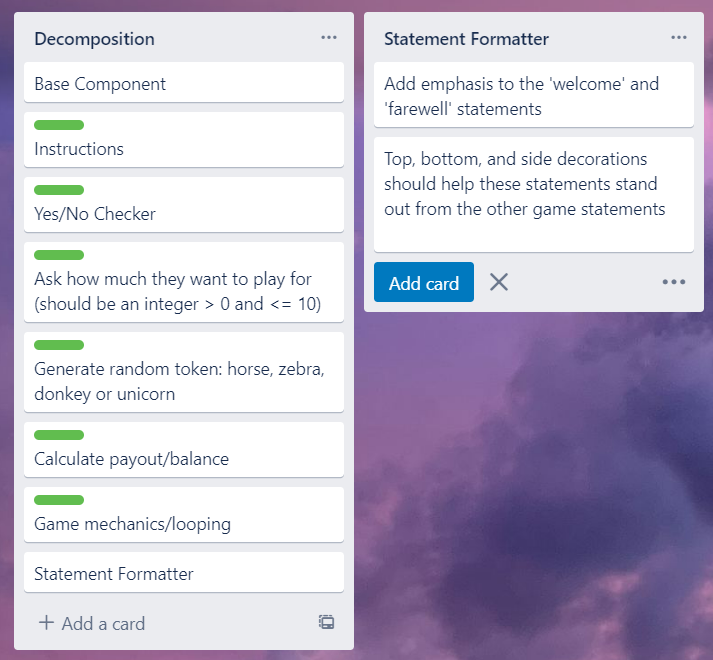 Decomposition
Base Component
Instructions
Yes/No Checker
Ask how much they want to play for
(should be an integer > 0 and <= 10)
Generate random token: horse, zebra,
donkey or unicorn
Calculate payout/balance
Game mechanics/looping
Statement Formatter
+ Add a card
Statement Formatter
Add emphasis to the 'welcome' and
'farewell' statements
Top, bottom, and side decorations
should help these statements stand
out from the other game statements
Add card